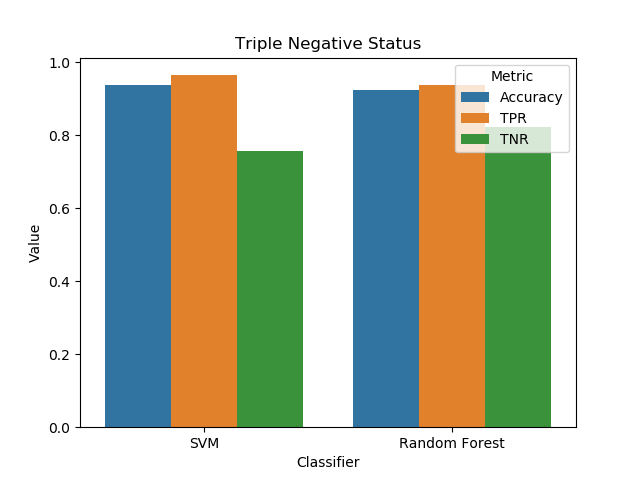 Triple Negative Status
Metric
Accuracy
TPR
TNR
1.0
0.8
0.6
0.4
0.2
0.0
Value
SVM
Random Forest
Classifier